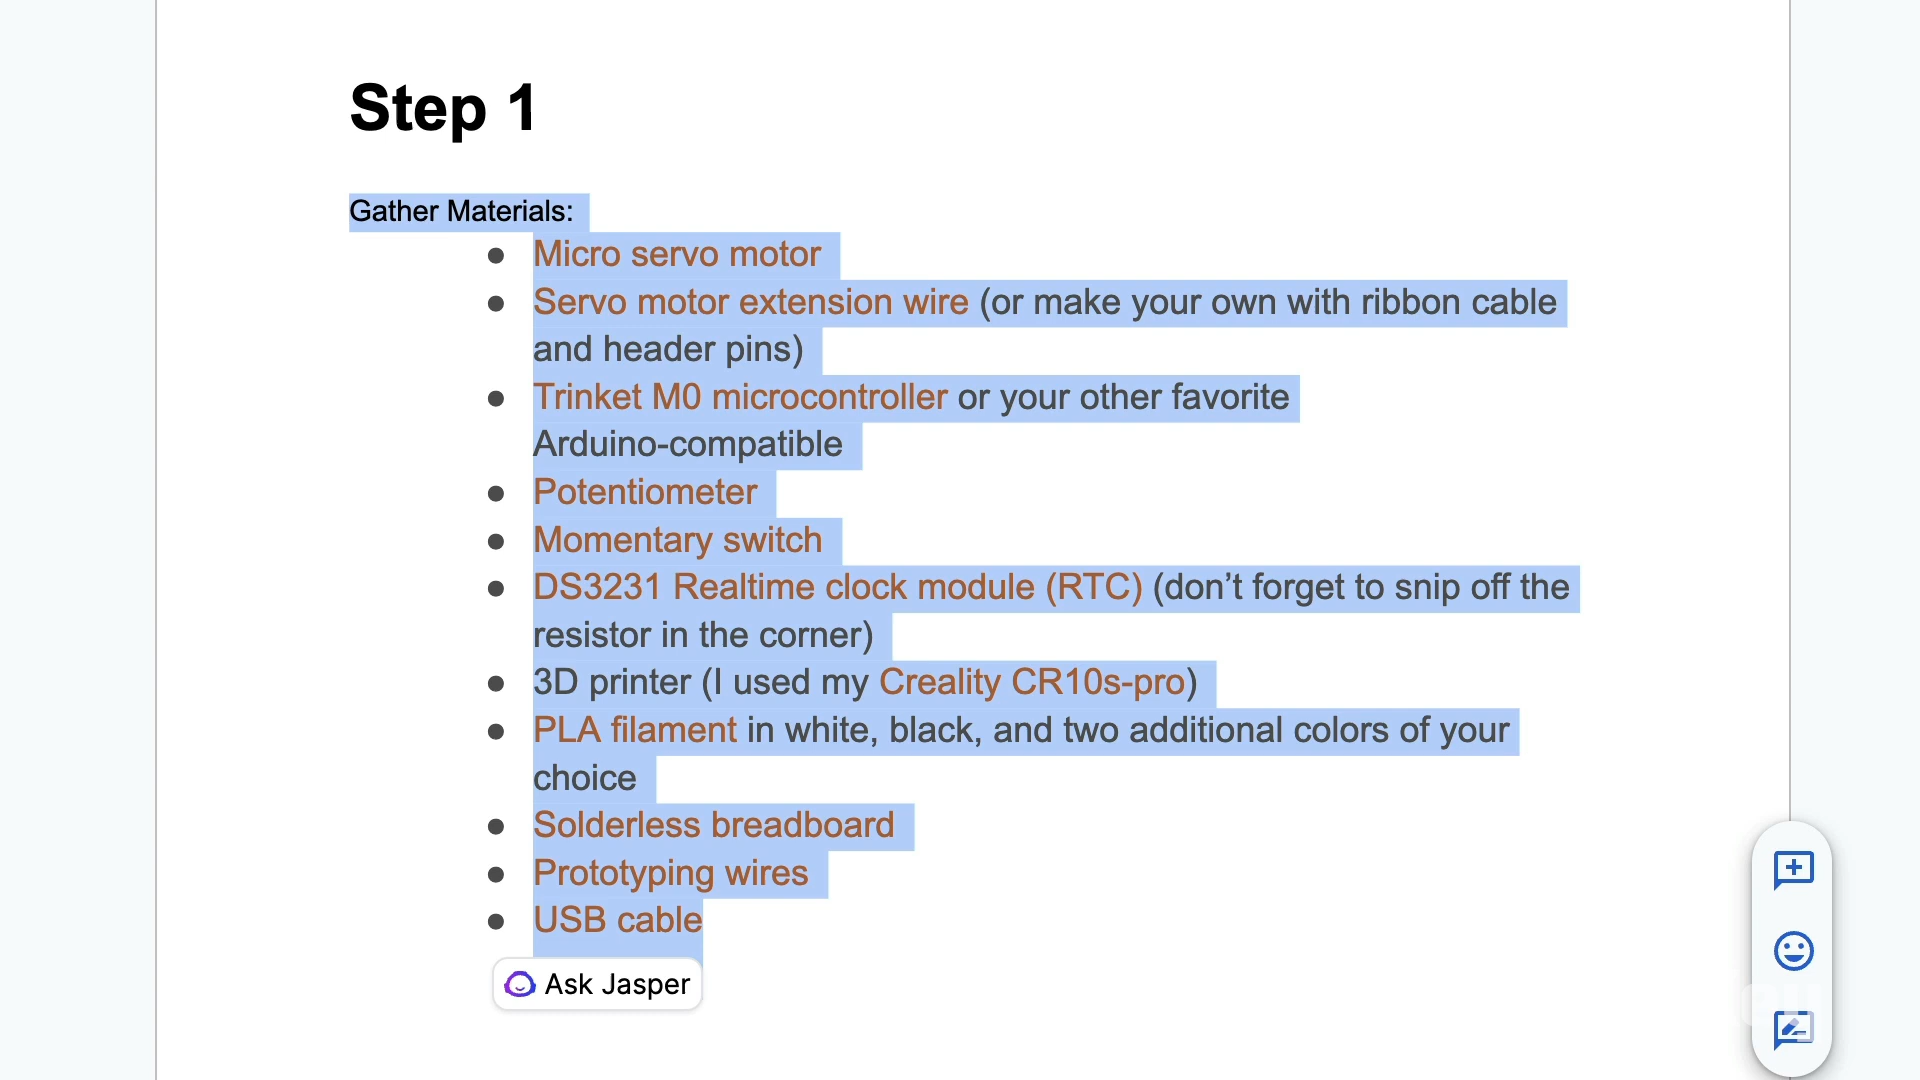 Step 1
Gather Materials:
● Micro servo motor
● Servo motor extension wire (or make your own with ribbon cable
and header pins)
● Trinket M0 microcontroller or your other favorite
Arduino-compatible
● Potentiometer
● Momentary switch
● DS3231 Realtime clock module (RTC) (don’t forget to snip off the
resistor in the corner)
● 3D printer (I used my Creality CR10s-pro)
● PLA filament in white, black, and two additional colors of your
choice
● Solderless breadboard
● Prototyping wires
● USB cable
Ask Jasper